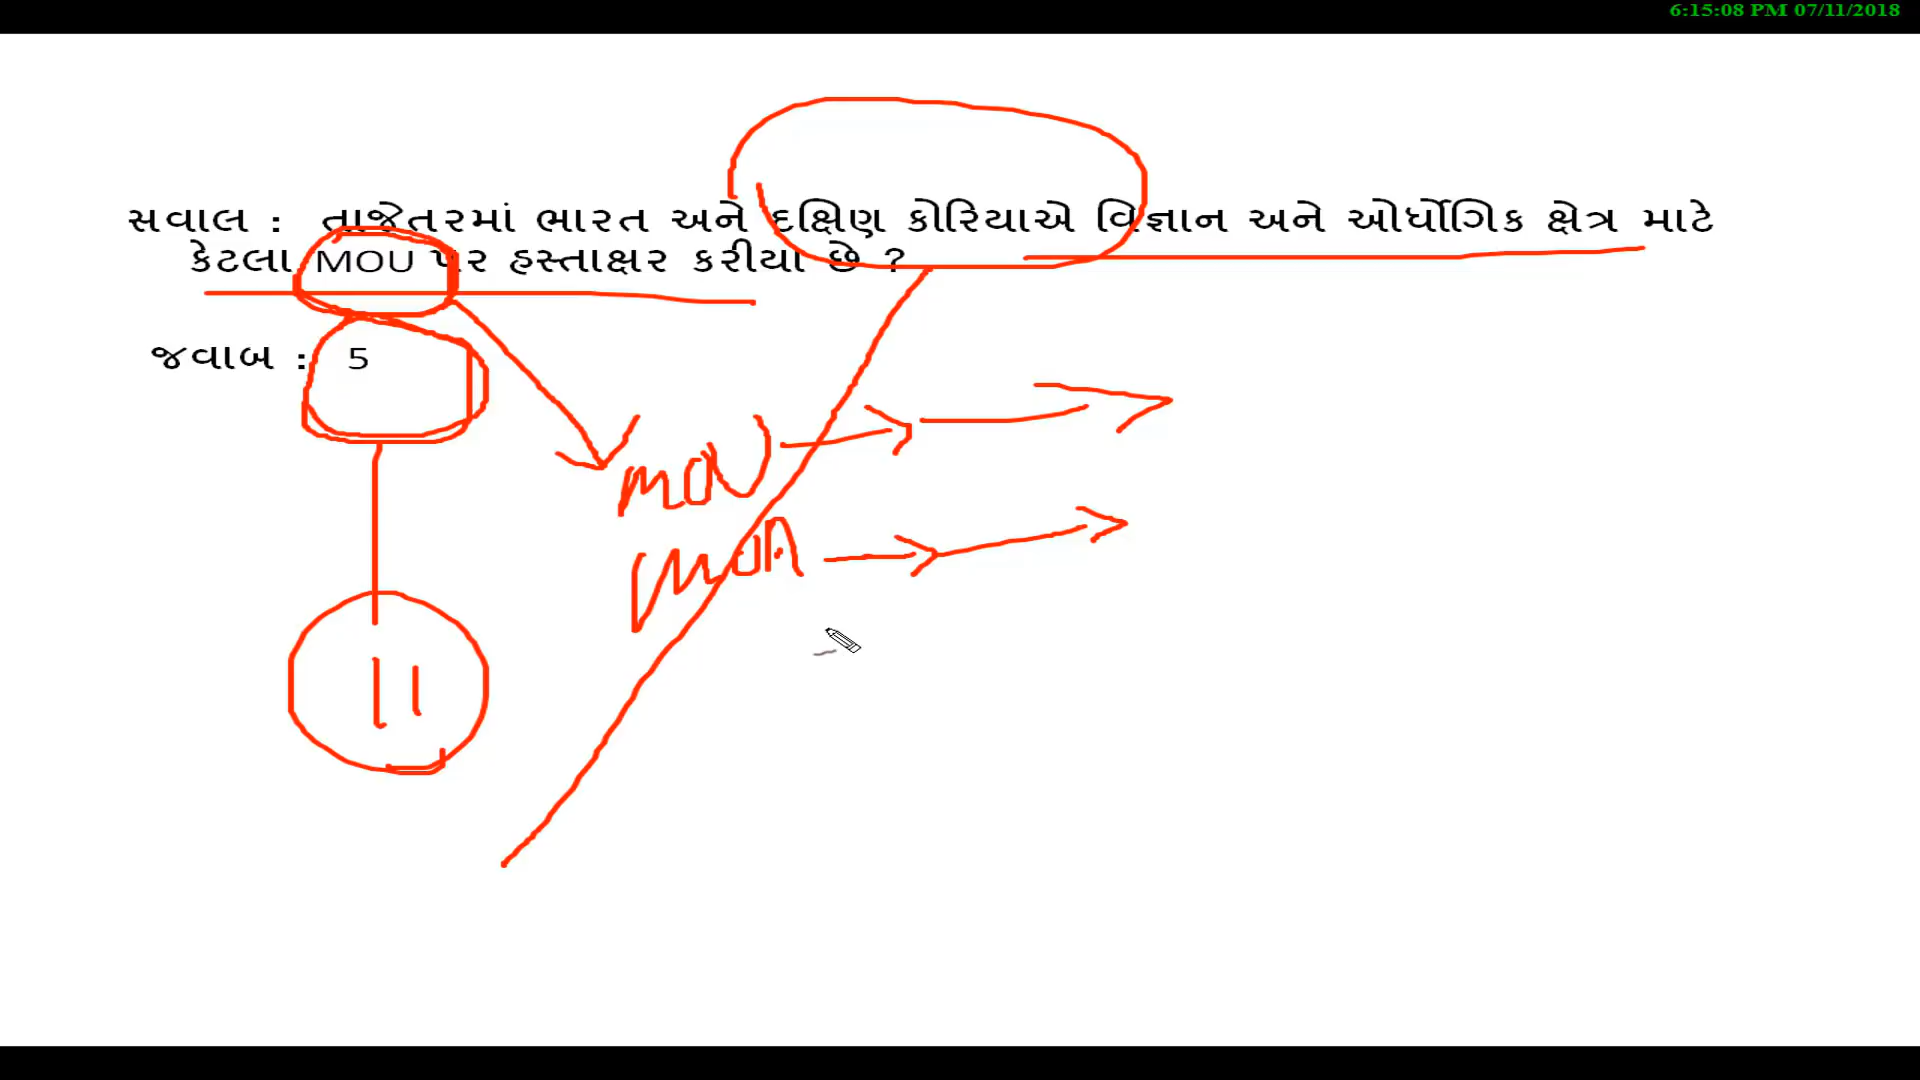 6:15:08 PM 07/11/2018
સવાલ : તાજેતરમાં ભારત અને દક્ષિણ કોરિયાએ વિજ્ઞાન અને ઓર્ધોગિક ક્ષેત્ર માટે
કેટલા MOU પર હસ્તાક્ષર કરીયા છે ?
જવાબ : 5
MOU
MOA
11